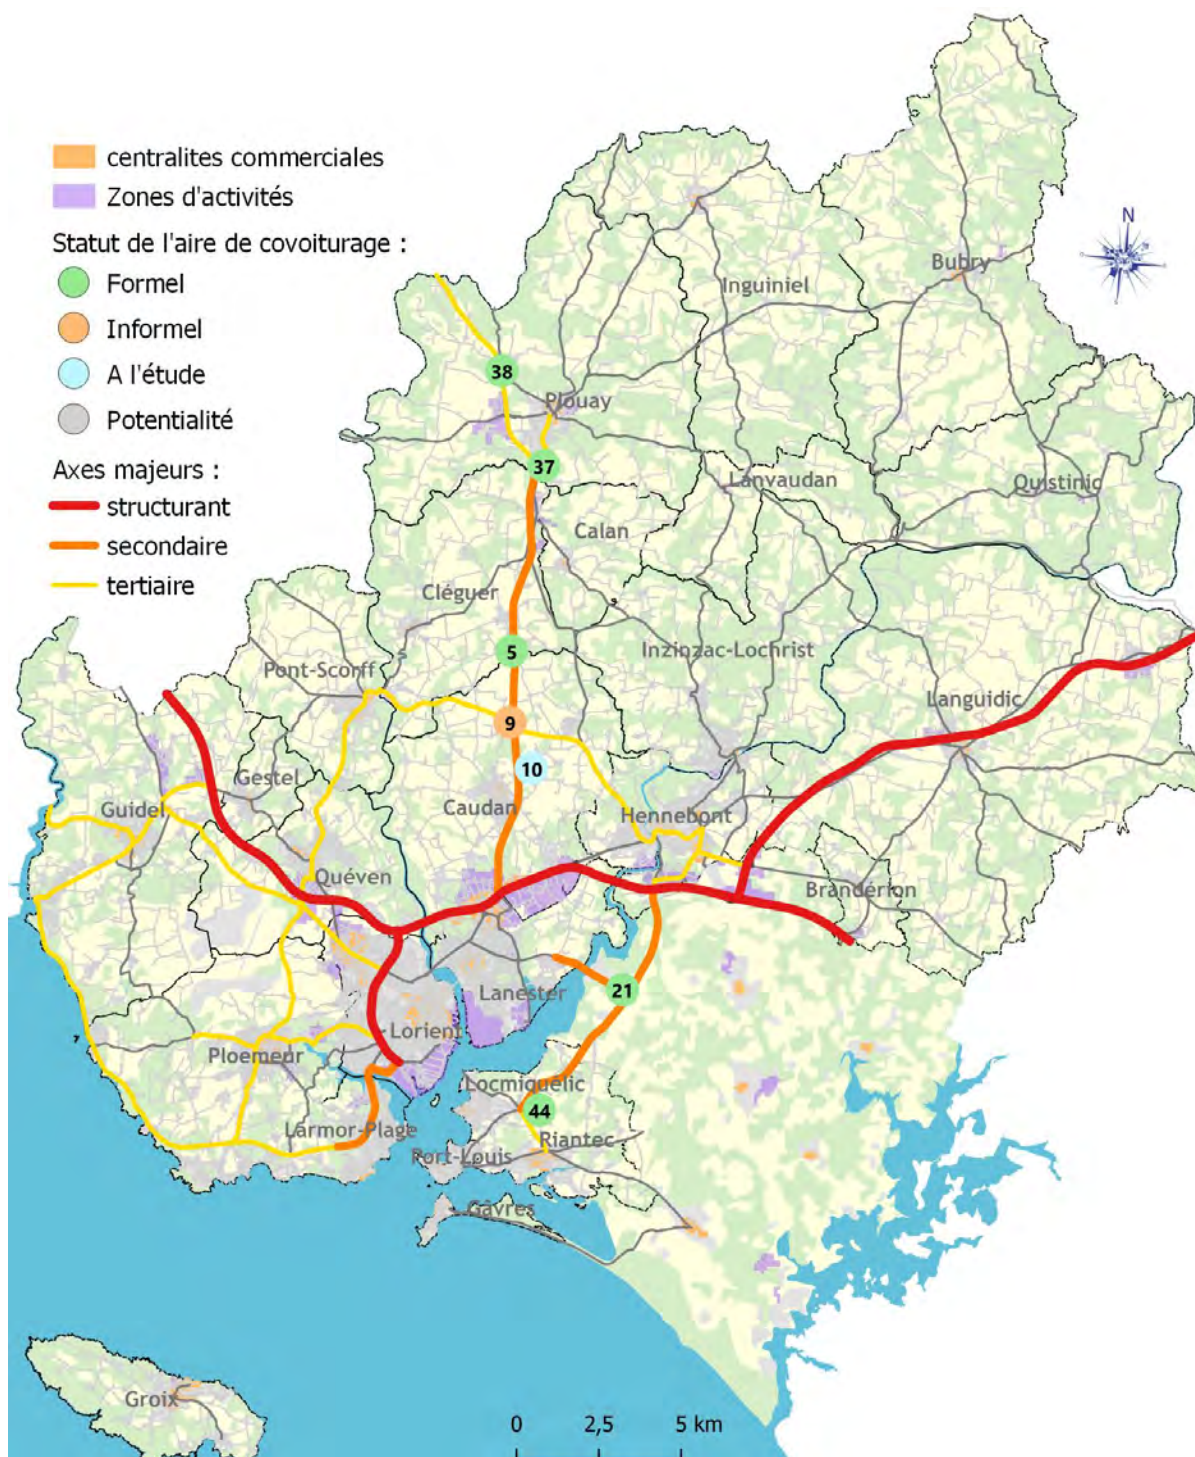 centralites commerciales
Zones d'activités
Statut de l'aire de covoiturage :
Formel
Informel
A l'étude
Potentialité
Axes majeurs :
structurant
secondaire
tertiaire
N
Bubry
Inguiniel
38
Plouay
37
Lanvaudan
Quistinic
Calan
Cléguer
5
Inzinzac-Lochrist
Pont-Scorff
Languidic
9
10
Gestel
Guidel
Caudan
Hennebont
Quéven
Brandérion
21
Lanester
Lorient
Ploemeur
Locmiquélic
44
Larmor-Plage
Riantec
Port-Louis
Gâvres
Groix
0 2,5 5 km